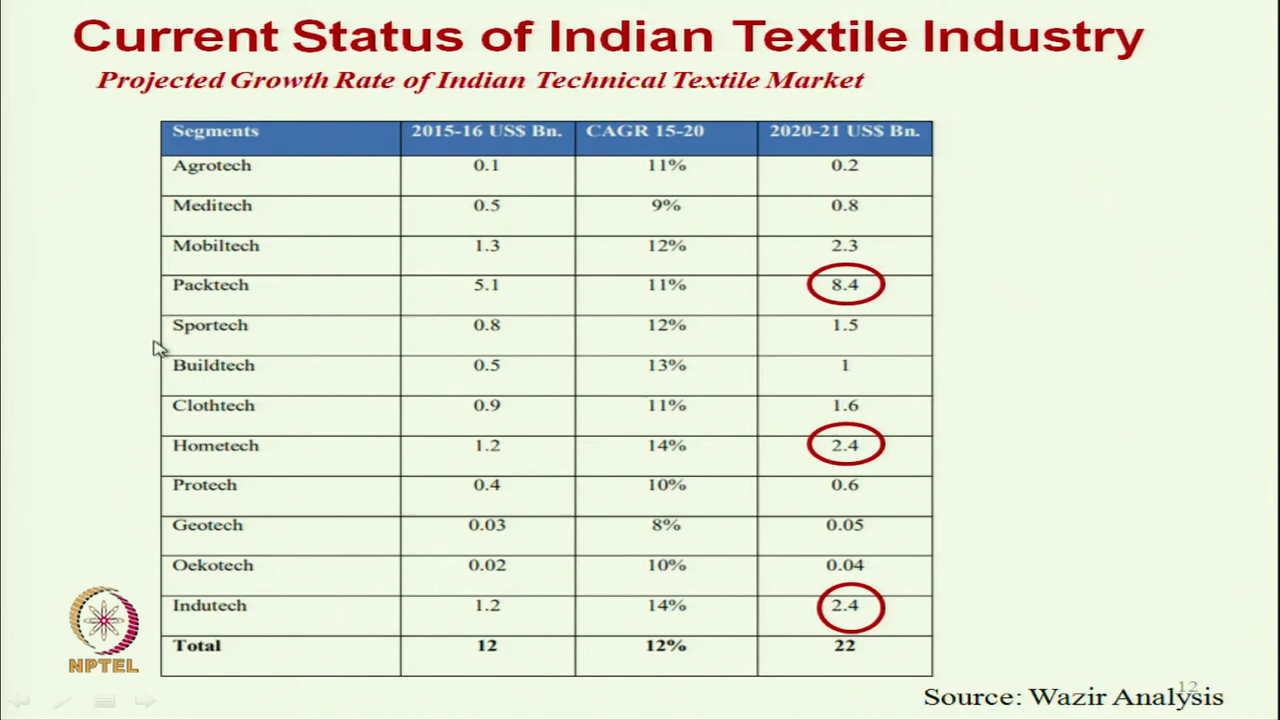 Current Status of Indian Textile Industry
Projected Growth Rate of Indian Technical Textile Market
Segments 2015-16 US$ Bn. CAGR 15-20 2020-21 US$ Bn.
Agrotech 0.1 11% 0.2
Meditech 0.5 9% 0.8
Mobiltech 1.3 12% 2.3
Packtech 5.1 11% 8.4
Sportech 0.8 12% 1.5
Buildtech 0.5 13% 1
Clothtech 0.9 11% 1.6
Hometech 1.2 14% 2.4
Protech 0.4 10% 0.6
Geotech 0.03 8% 0.05
Oekotech 0.02 10% 0.04
Indutech 1.2 14% 2.4
Total 12 12% 22
NPTEL
12
Source: Wazir Analysis